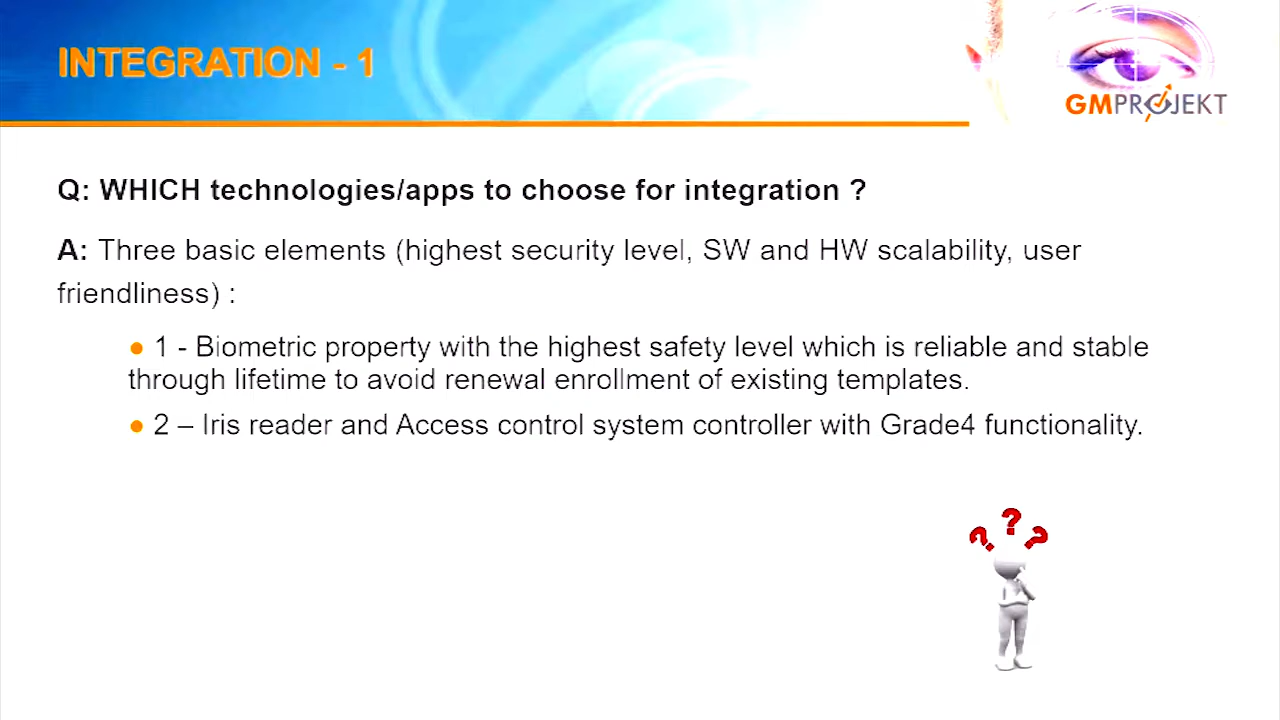 INTEGRATION - 1
GMPROJEKT
Q: WHICH technologies/apps to choose for integration ?
A: Three basic elements (highest security level, SW and HW scalability, user
friendliness) :
● 1 - Biometric property with the highest safety level which is reliable and stable
through lifetime to avoid renewal enrollment of existing templates.
● 2 – Iris reader and Access control system controller with Grade4 functionality.
? ? ?